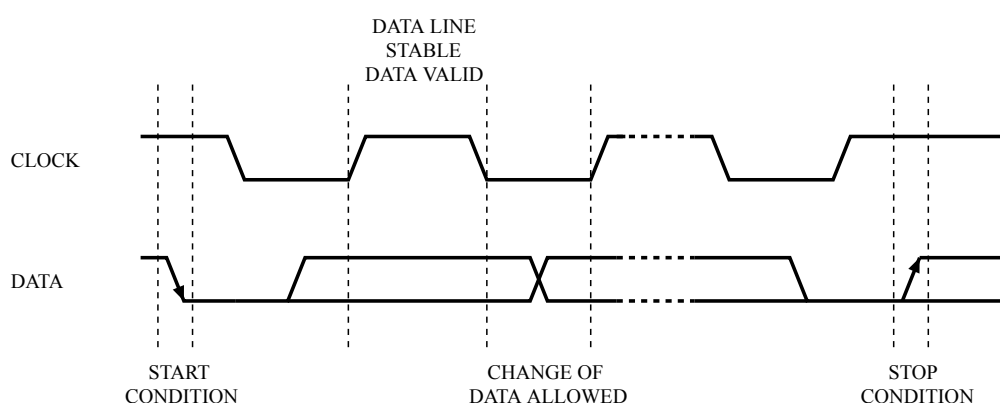 DATA LINE
STABLE
DATA VALID
CLOCK
DATA
START
CONDITION
CHANGE OF
DATA ALLOWED
STOP
CONDITION